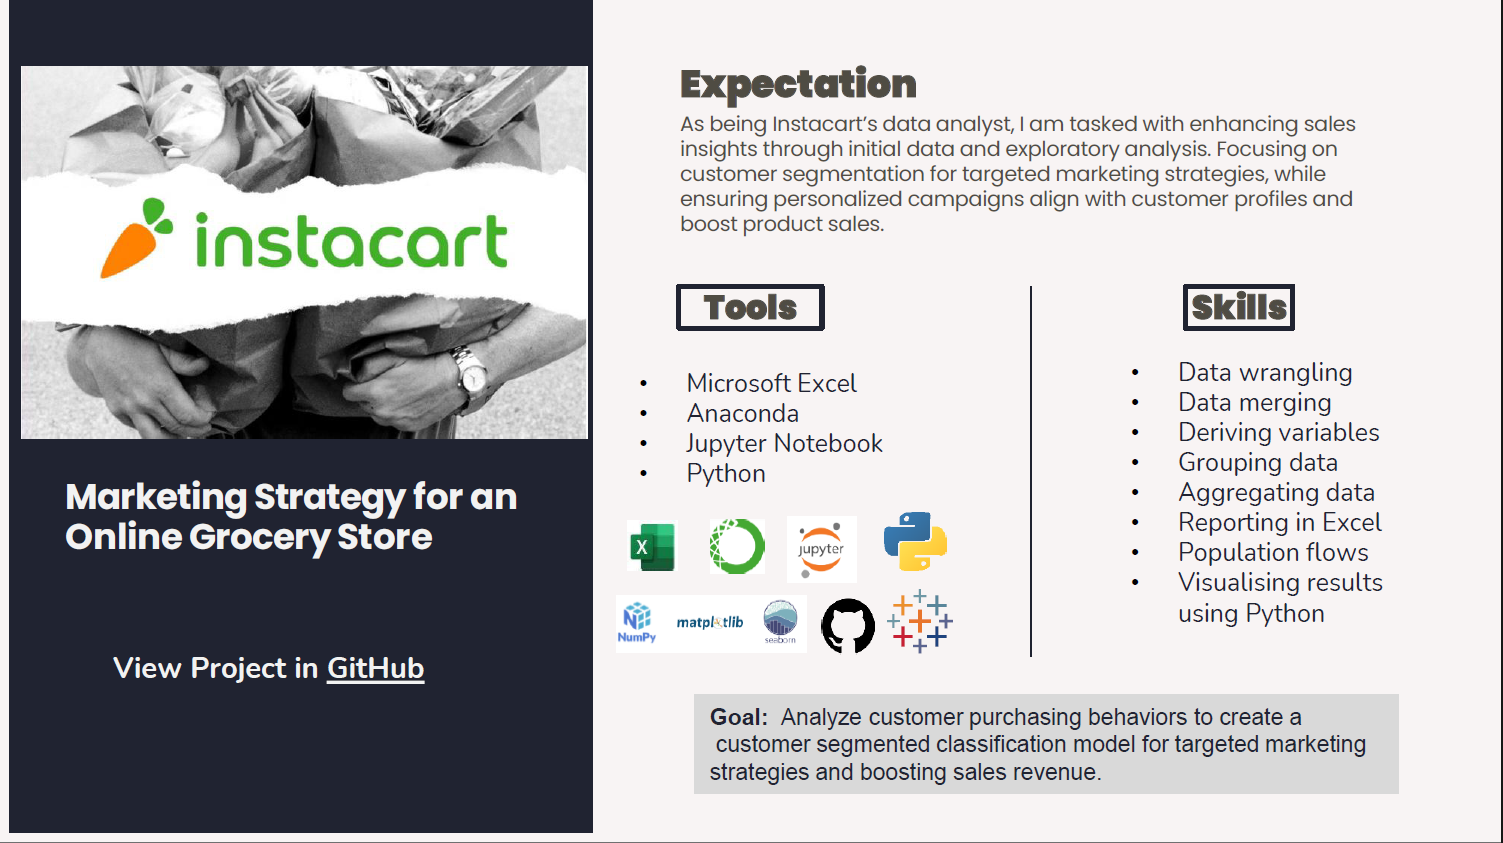 instacart
Marketing Strategy for an
Online Grocery Store
View Project in GitHub
Expectation
As being Instacart’s data analyst, I am tasked with enhancing sales
insights through initial data and exploratory analysis. Focusing on
customer segmentation for targeted marketing strategies, while
ensuring personalized campaigns align with customer profiles and
boost product sales.
Tools
• Microsoft Excel
• Anaconda
• Jupyter Notebook
• Python
X
jupyter
NumPy
matplotlib
seaborn
Skills
• Data wrangling
• Data merging
• Deriving variables
• Grouping data
• Aggregating data
• Reporting in Excel
• Population flows
• Visualising results
using Python
Goal: Analyze customer purchasing behaviors to create a
customer segmented classification model for targeted marketing
strategies and boosting sales revenue.